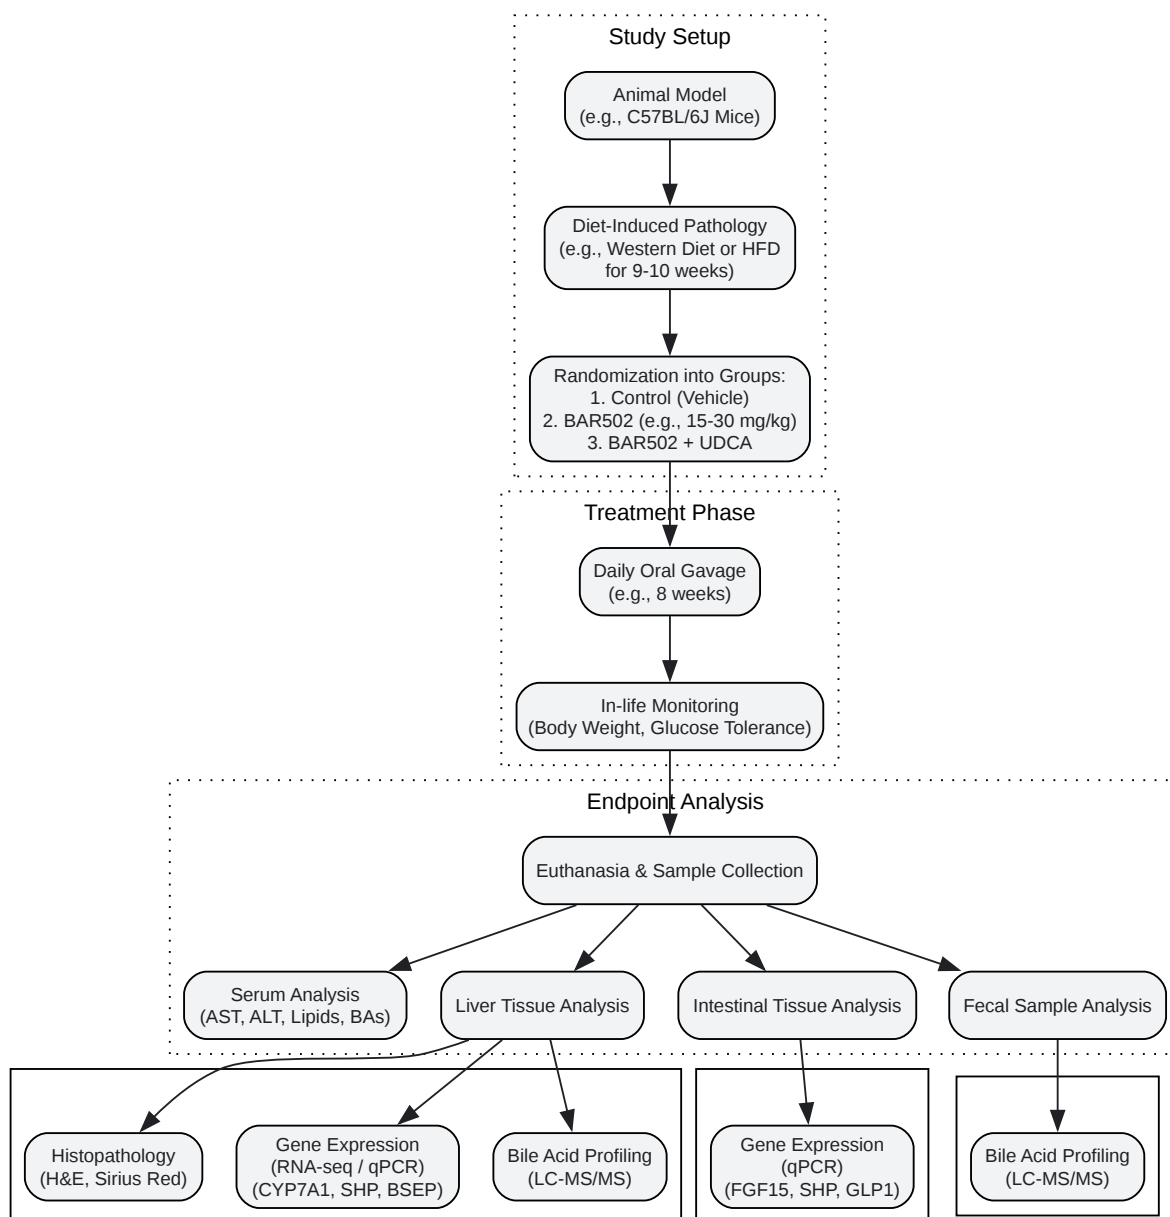 Study Setup
Animal Model
(e.g., C57BL/6J Mice)
Diet-Induced Pathology
(e.g., Western Diet or HFD
for 9-10 weeks)
Randomization into Groups:
1. Control (Vehicle)
2. BAR502 (e.g., 15-30 mg/kg)
3. BAR502 + UDCA
Treatment Phase
Daily Oral Gavage
(e.g., 8 weeks)
In-life Monitoring
(Body Weight, Glucose Tolerance)
Endpoint Analysis
Euthanasia & Sample Collection
Serum Analysis
(AST, ALT, Lipids, BAs)
Liver Tissue Analysis
Intestinal Tissue Analysis
Fecal Sample Analysis
Histopathology
(H&E, Sirius Red)
Gene Expression
(RNA-seq / qPCR)
(CYP7A1, SHP, BSEP)
Bile Acid Profiling
(LC-MS/MS)
Gene Expression
(qPCR)
(FGF15, SHP, GLP1)
Bile Acid Profiling
(LC-MS/MS)